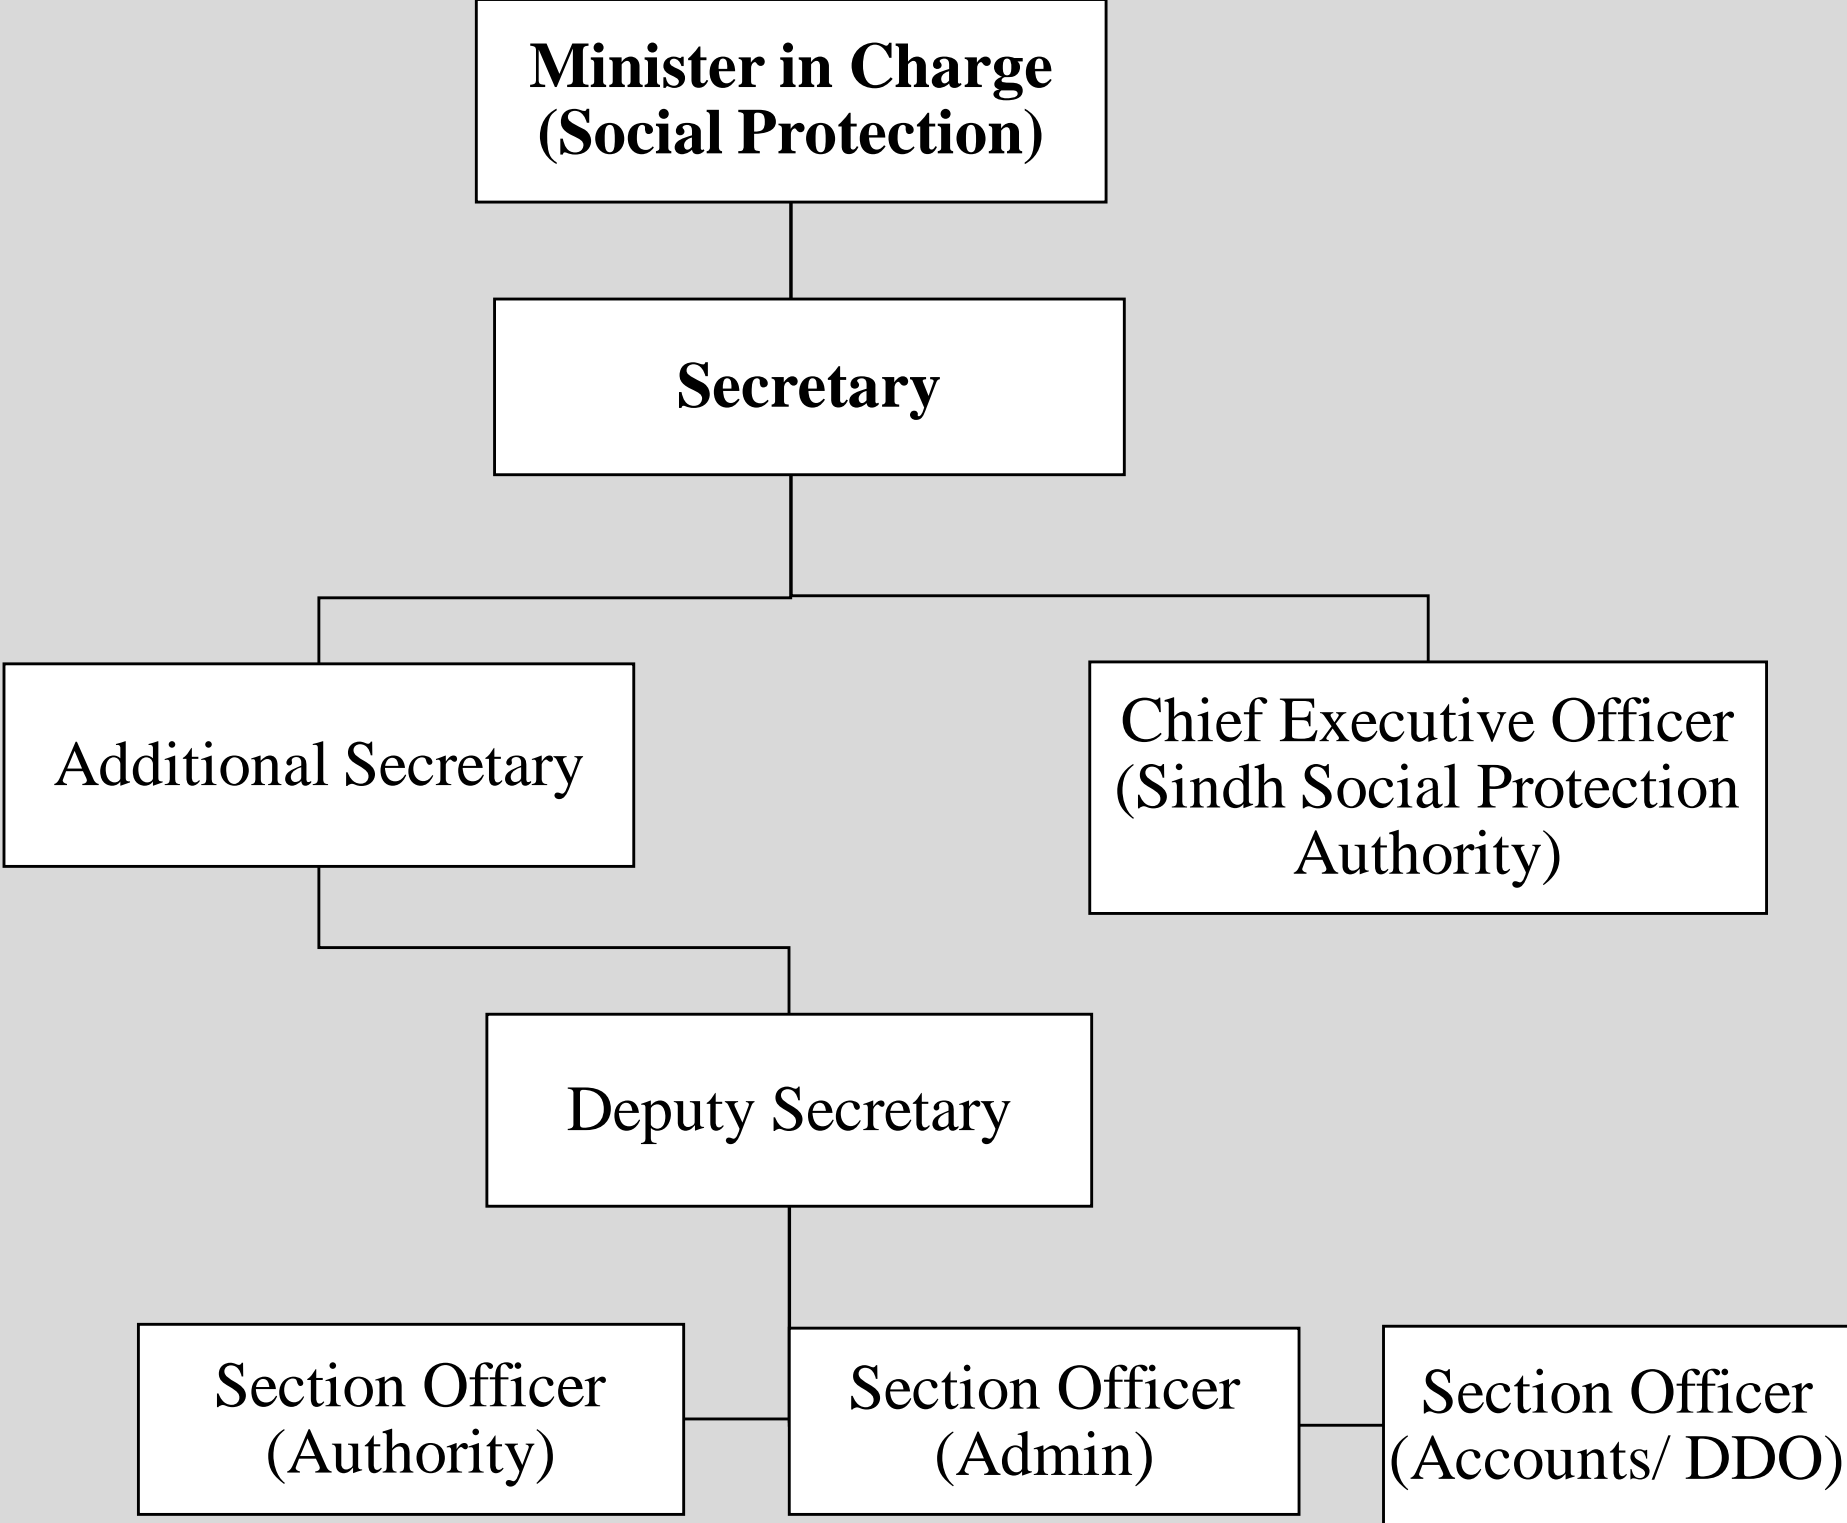 Minister in Charge
(Social Protection)
Secretary
Additional Secretary
Chief Executive Officer
(Sindh Social Protection
Authority)
Deputy Secretary
Section Officer
(Authority)
Section Officer
(Admin)
Section Officer
(Accounts/ DDO)